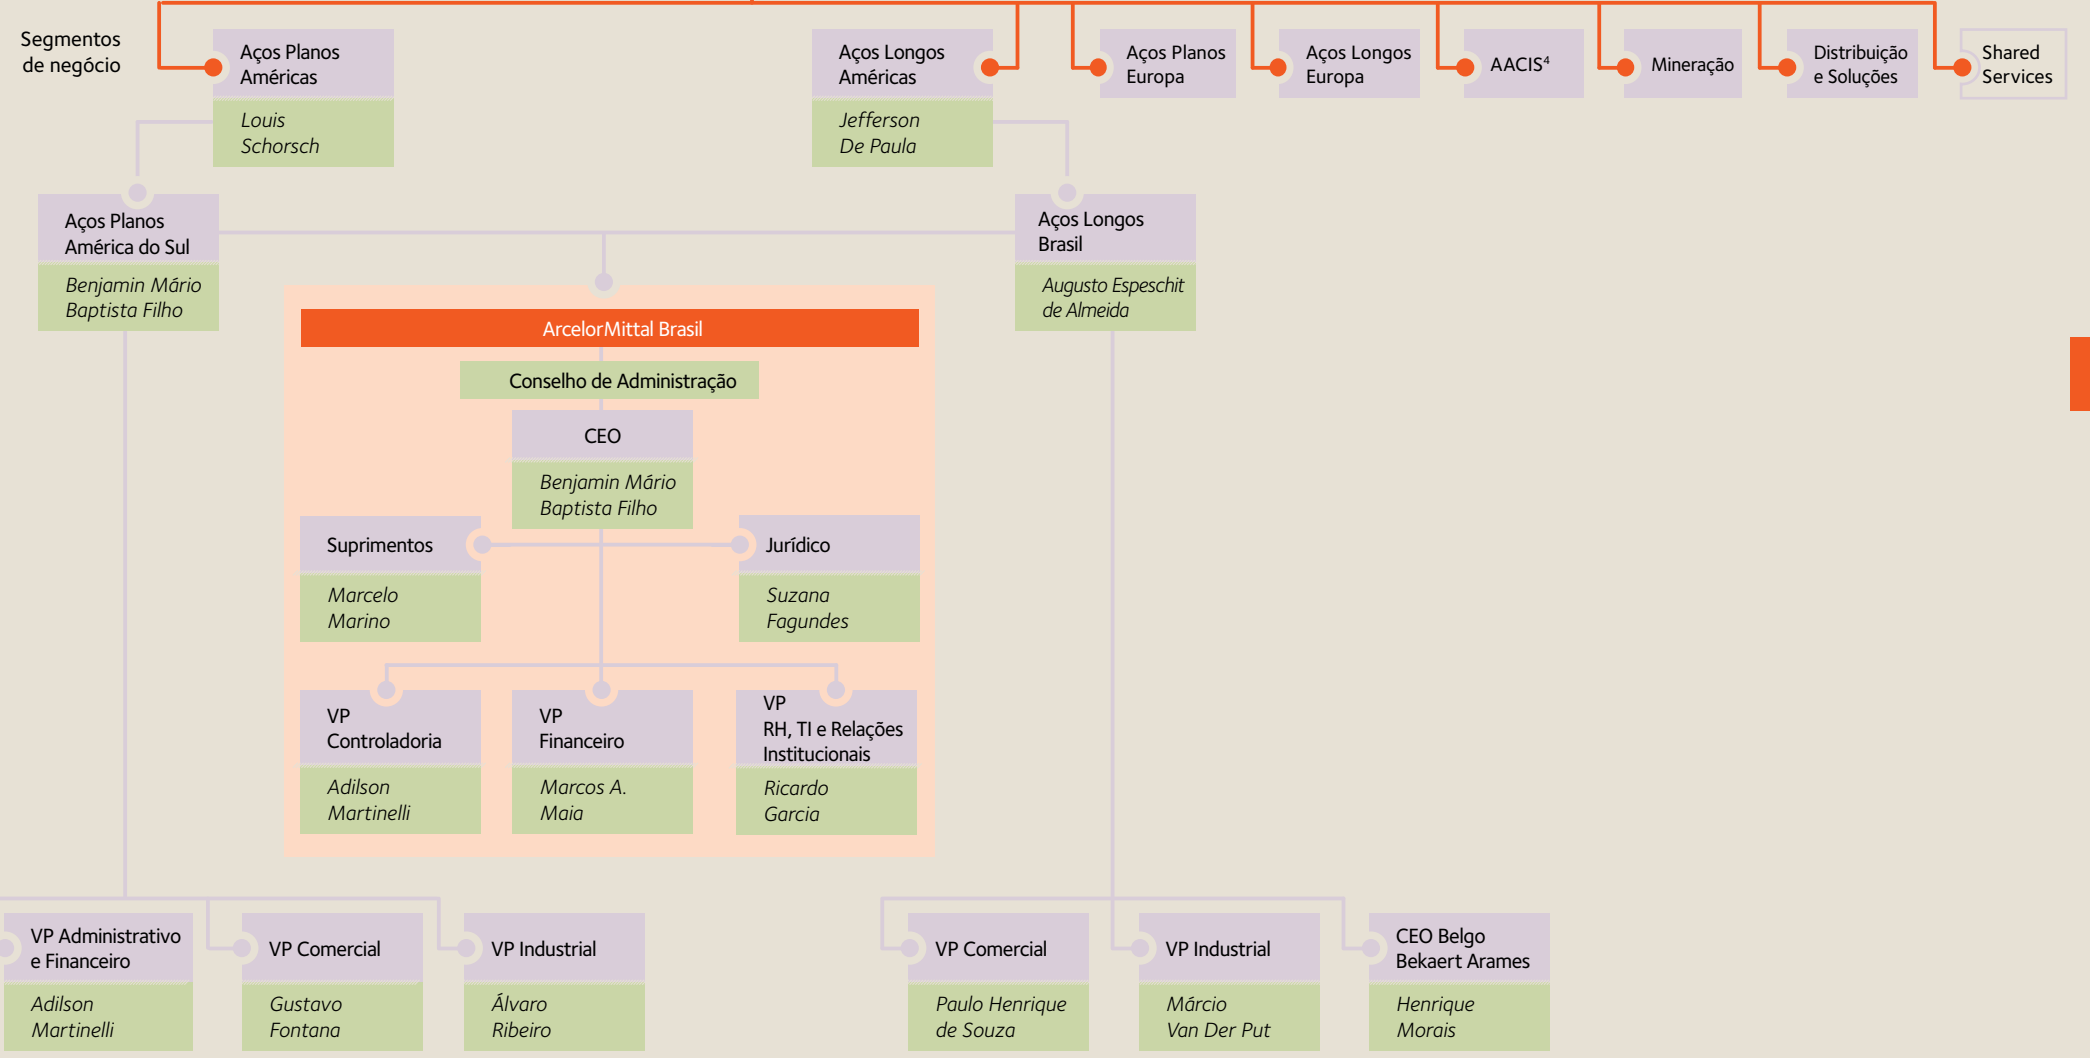 Segmentos
de negócio
Aços Planos
Américas
Louis
Schorsch
Aços Longos
Américas
Jefferson
De Paula
Aços Planos
Europa
Aços Longos
Europa
AACIS⁴
Mineração
Distribuição
e Soluções
Shared
Services
Aços Planos
América do Sul
Benjamin Mário
Baptista Filho
Aços Longos
Brasil
Augusto Espeschit
de Almeida
ArcelorMittal Brasil
Conselho de Administração
CEO
Benjamin Mário
Baptista Filho
Suprimentos
Marcelo
Marino
Jurídico
Suzana
Fagundes
VP
Controladoria
Adilson
Martinelli
VP
Financeiro
Marcos A.
Maia
VP
RH, TI e Relações
Institucionais
Ricardo
Garcia
VP Administrativo
e Financeiro
Adilson
Martinelli
VP Comercial
Gustavo
Fontana
VP Industrial
Álvaro
Ribeiro
VP Comercial
Paulo Henrique
de Souza
VP Industrial
Márcio
Van Der Put
CEO Belgo
Bekaert Arames
Henrique
Morais